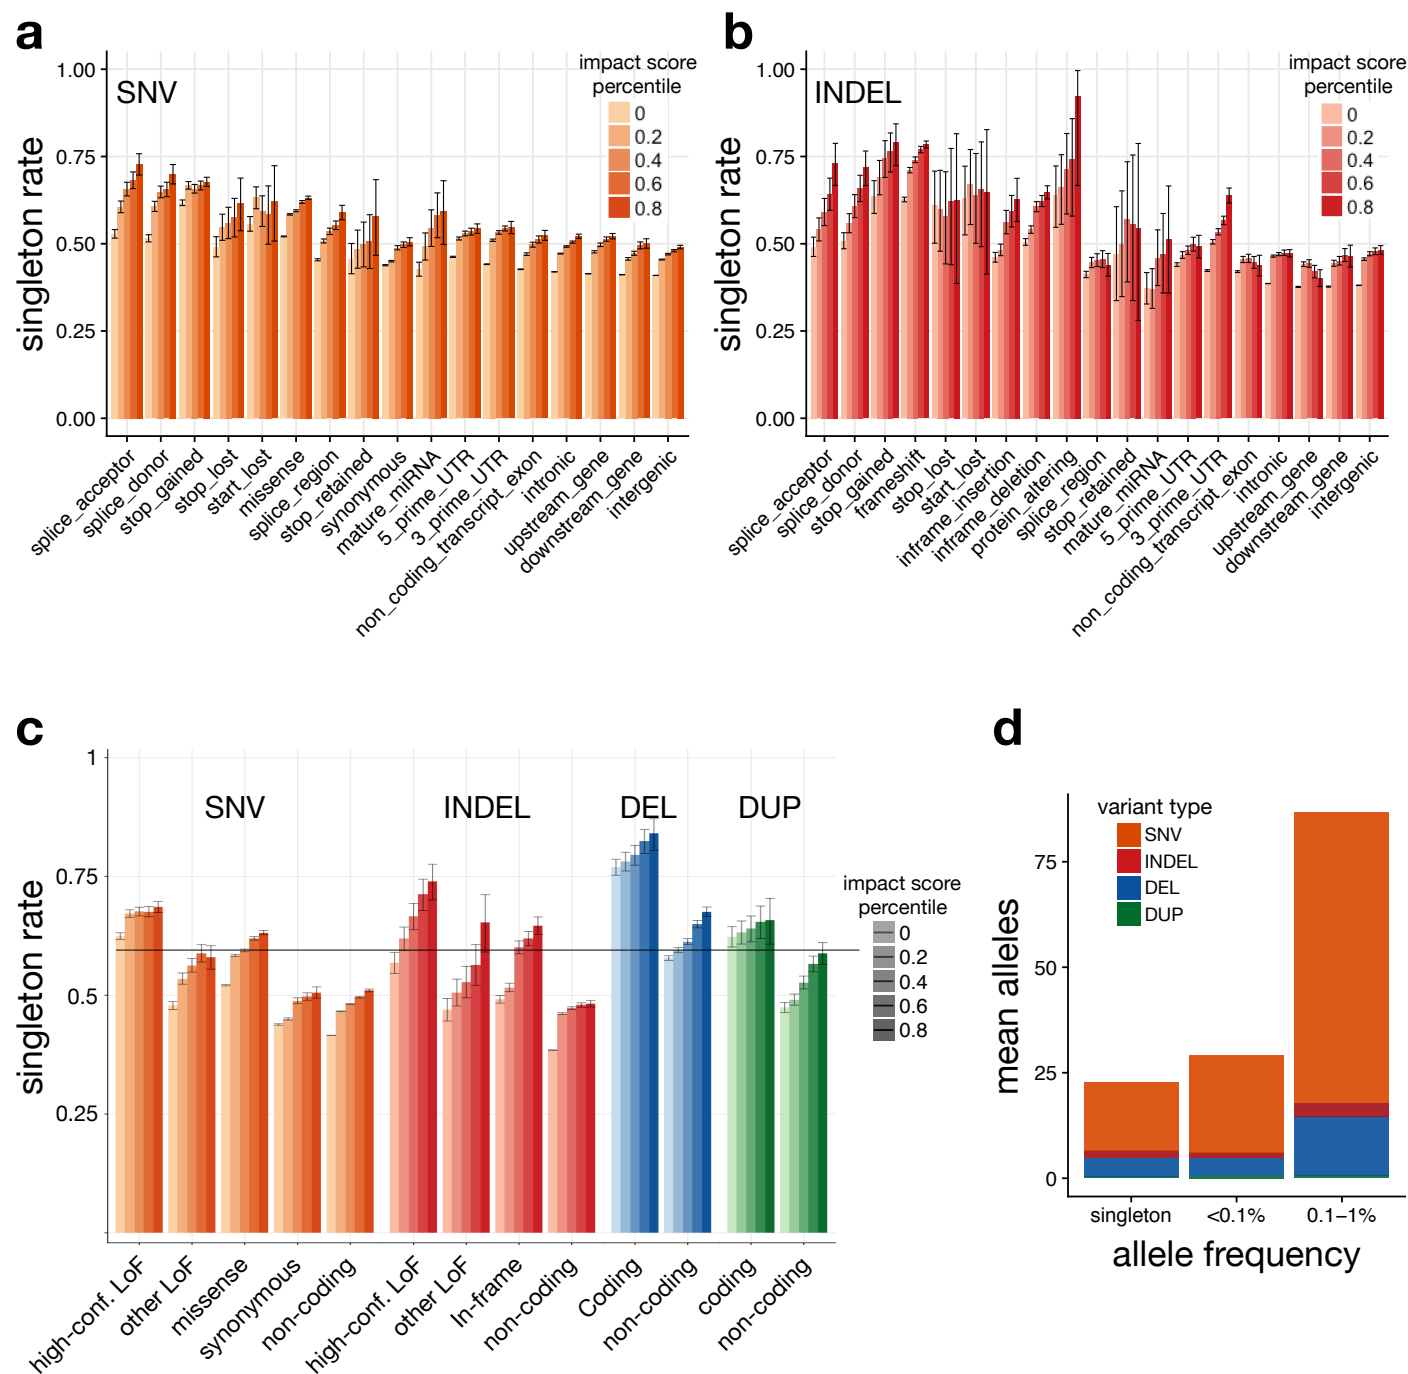 a
SNV
impact score
percentile
0
0.2
0.4
0.6
0.8
singleton rate
1.00
0.75
0.50
0.25
0.00
splice_acceptor
splice_donor
stop_gained
stop_lost
start_lost
missense
splice_region
stop_retained
synonymous
mature_miRNA
5_prime_UTR
3_prime_UTR
non_coding_transcript_exon
intronic
upstream_gene
downstream_gene
intergenic
b
INDEL
impact score
percentile
0
0.2
0.4
0.6
0.8
singleton rate
1.00
0.75
0.50
0.25
0.00
splice_acceptor
splice_donor
stop_gained
frameshift
stop_lost
start_lost
inframe_insertion
inframe_deletion
protein_altering
splice_region
stop_retained
mature_miRNA
5_prime_UTR
3_prime_UTR
non_coding_transcript_exon
intronic
upstream_gene
downstream_gene
intergenic
c
SNV
INDEL
DEL
DUP
singleton rate
1
0.75
0.5
0.25
impact score
percentile
0
0.2
0.4
0.6
0.8
high-conf. LoF
other LoF
missense
synonymous
non-coding
high-conf. LoF
other LoF
In-frame
non-coding
Coding
non-coding
coding
non-coding
d
variant type
SNV
INDEL
DEL
DUP
mean alleles
75
50
25
0
singleton
<0.1%
0.1–1%
allele frequency